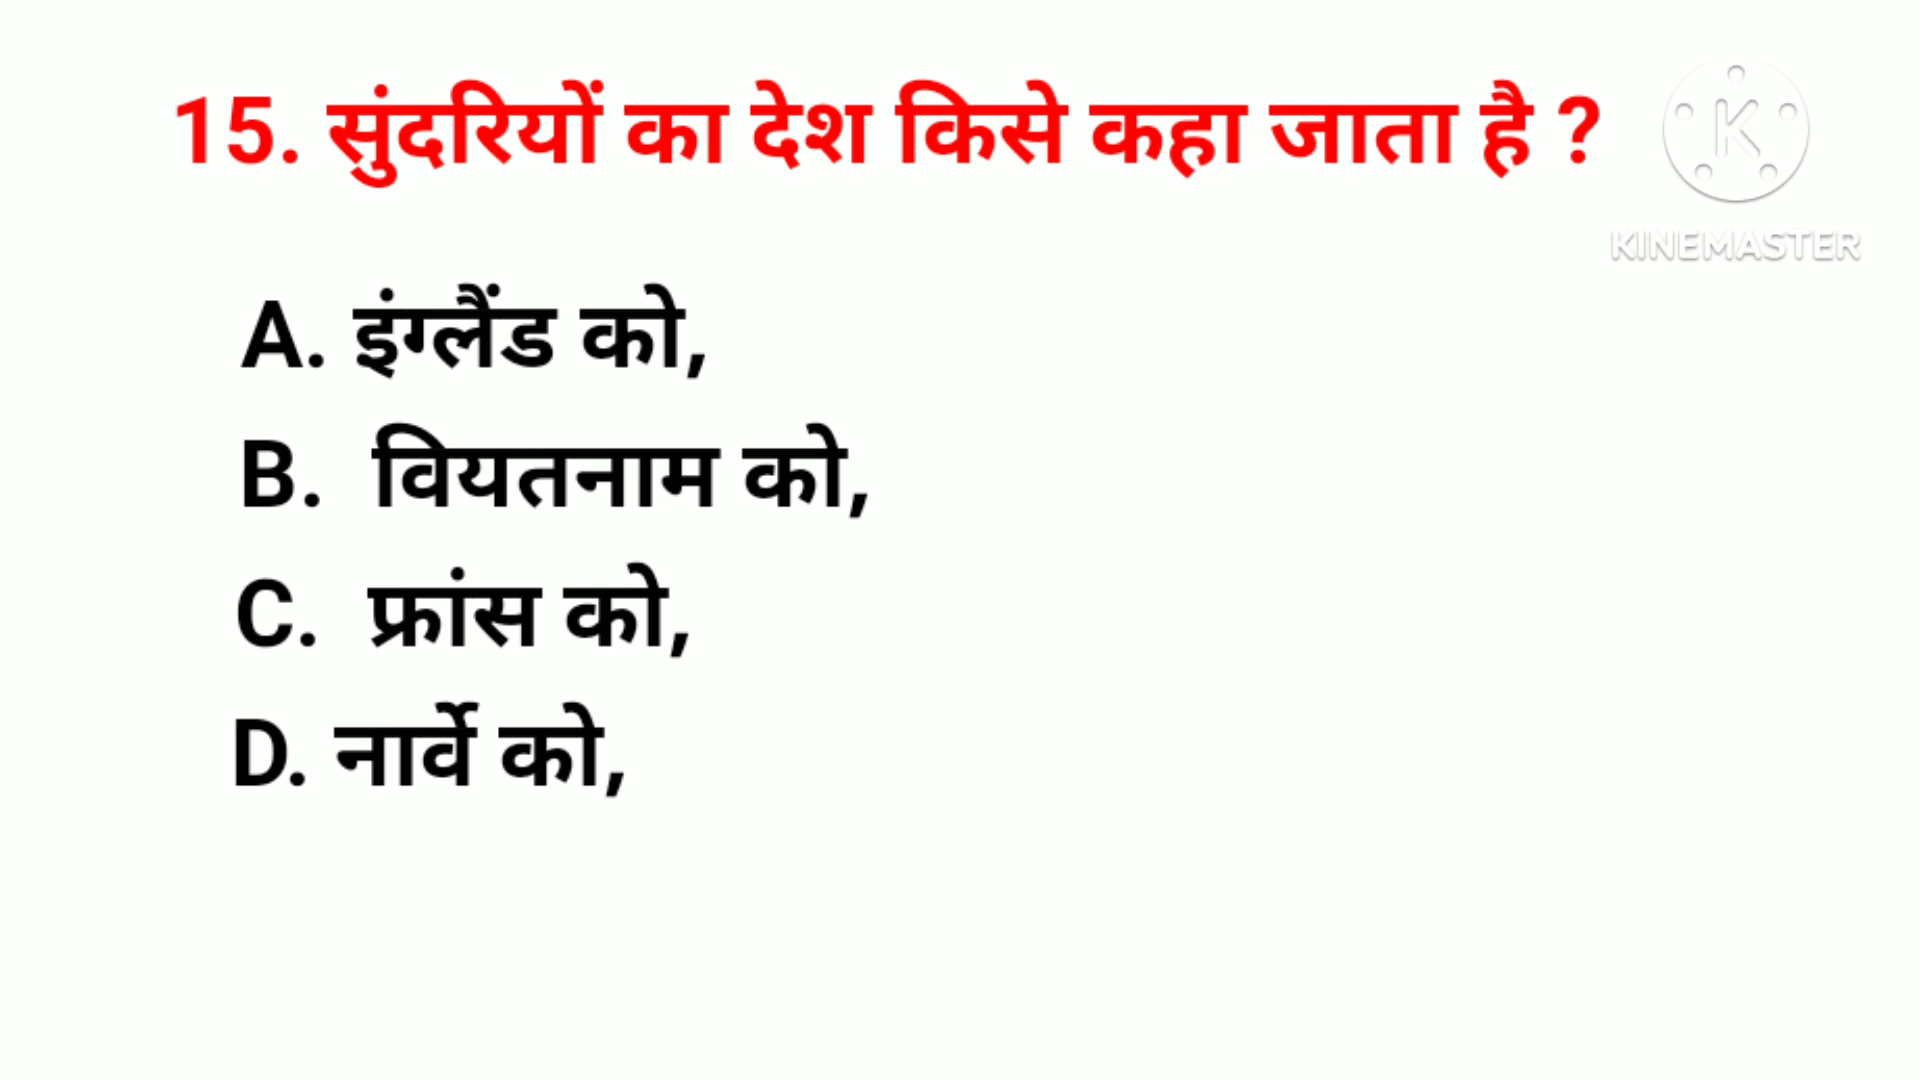 15. सुंदरियों का देश किसे कहा जाता है ?
K
KINEMASTER
A. इंग्लैंड को,
B. वियतनाम को,
C. फ्रांस को,
D. नार्वे को,